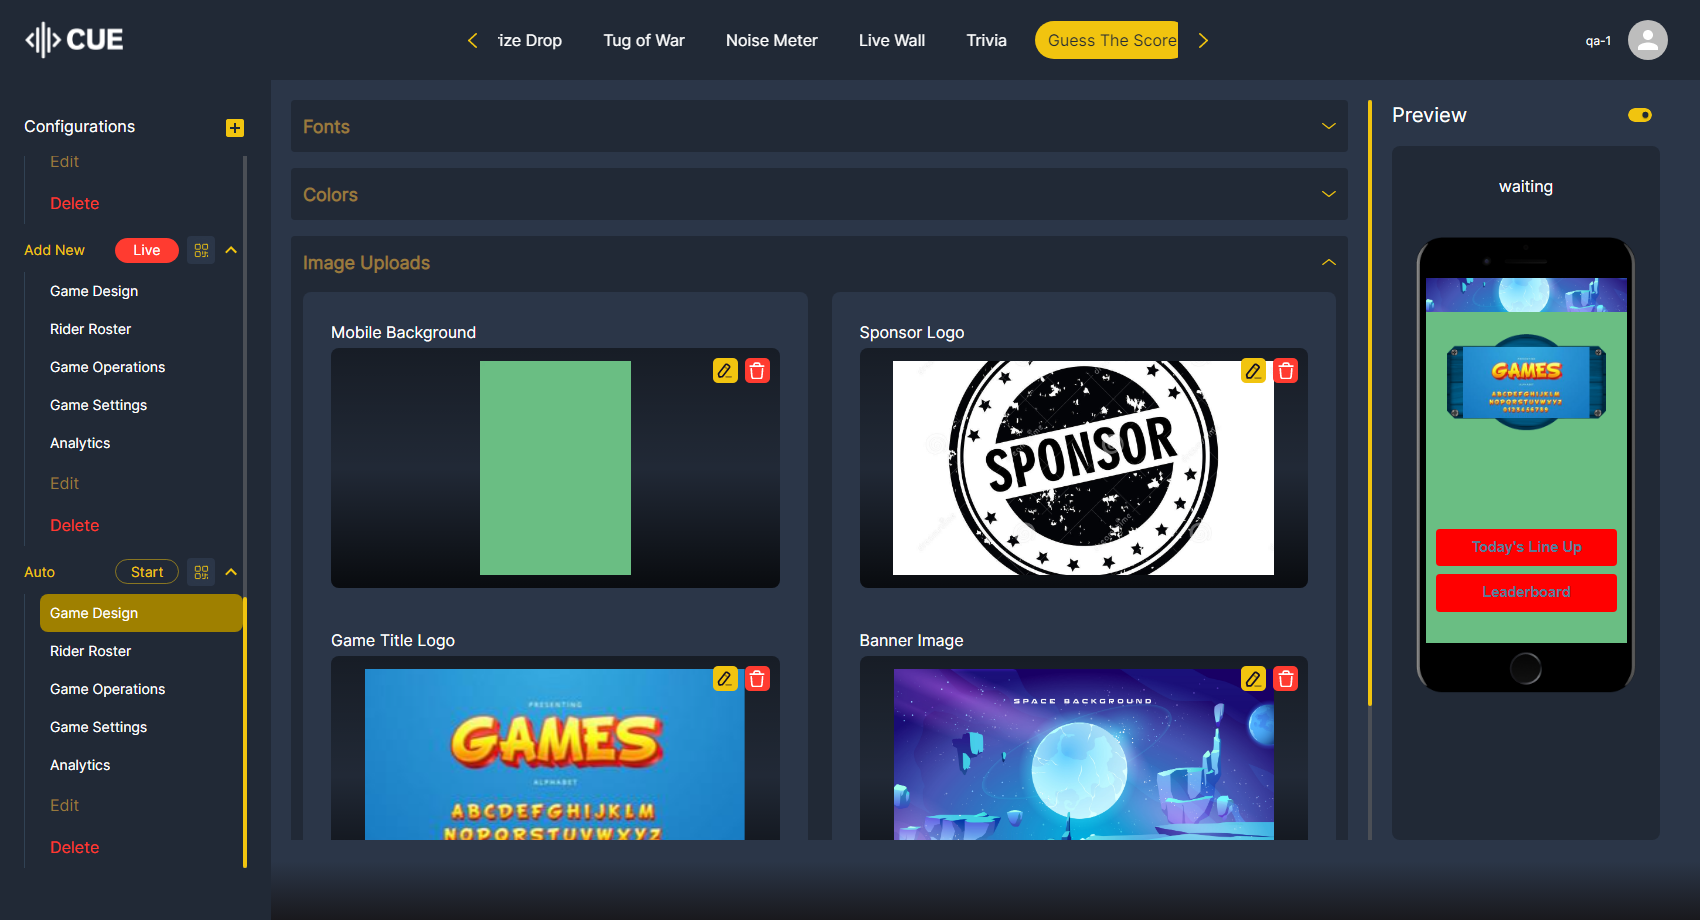 CUE
ize Drop
Tug of War
Noise Meter
Live Wall
Trivia
Guess The Score
qa-1
Configurations
Edit
Delete
Add New
Live
Game Design
Rider Roster
Game Operations
Game Settings
Analytics
Edit
Delete
Auto
Start
Game Design
Rider Roster
Game Operations
Game Settings
Analytics
Edit
Delete
Fonts
Colors
Image Uploads
Mobile Background
Sponsor Logo
SPONSOR
Game Title Logo
PRESENTING
GAMES
ALPHABET
ABCDEFGHIJKLM
NOPQRSTUVWXYZ
Banner Image
SPACE BACKGROUND
Preview
waiting
GAMES
ABCDEFGHIJKLM
NOPQRSTUVWXYZ
0123456789
Today's Line Up
Leaderboard